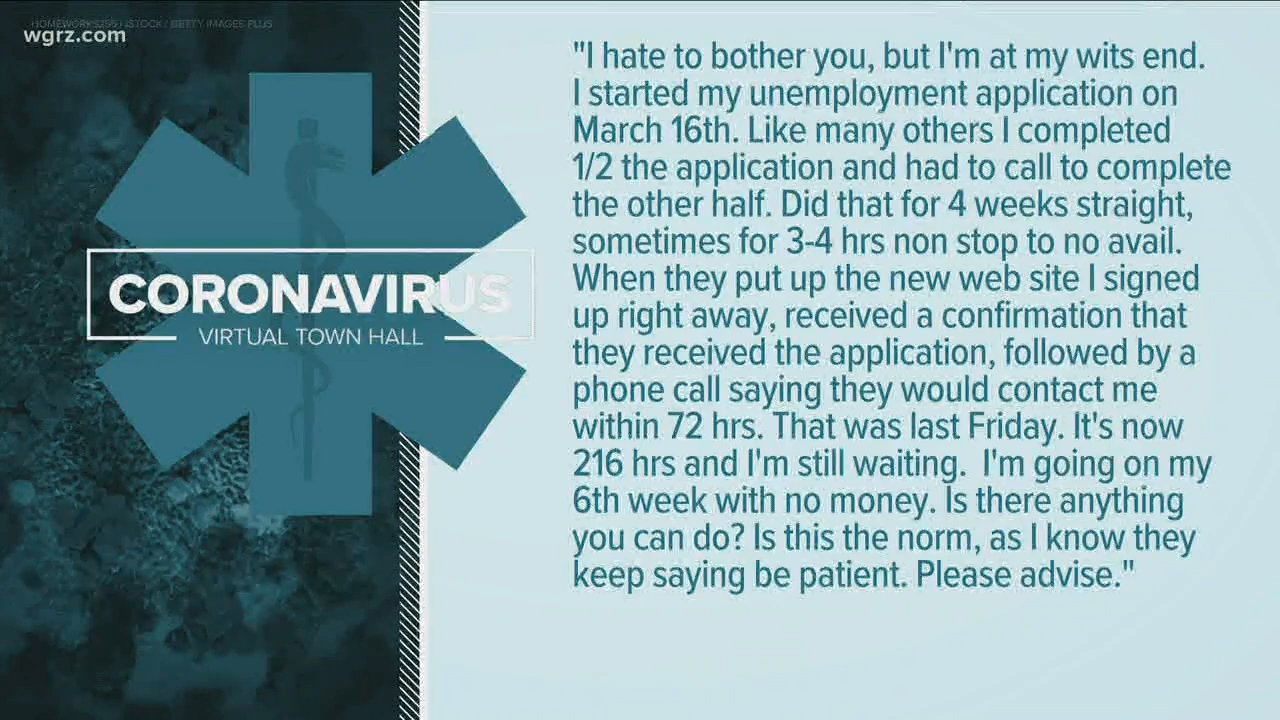 HOMEWORKS255 / ISTOCK / GETTY IMAGES PLUS
wgrz.com
CORONAVIRUS
VIRTUAL TOWN HALL
"I hate to bother you, but I'm at my wits end.
I started my unemployment application on
March 16th. Like many others I completed
1/2 the application and had to call to complete
the other half. Did that for 4 weeks straight,
sometimes for 3-4 hrs non stop to no avail.
When they put up the new web site I signed
up right away, received a confirmation that
they received the application, followed by a
phone call saying they would contact me
within 72 hrs. That was last Friday. It's now
216 hrs and I'm still waiting.  I'm going on my
6th week with no money. Is there anything
you can do? Is this the norm, as I know they
keep saying be patient. Please advise."